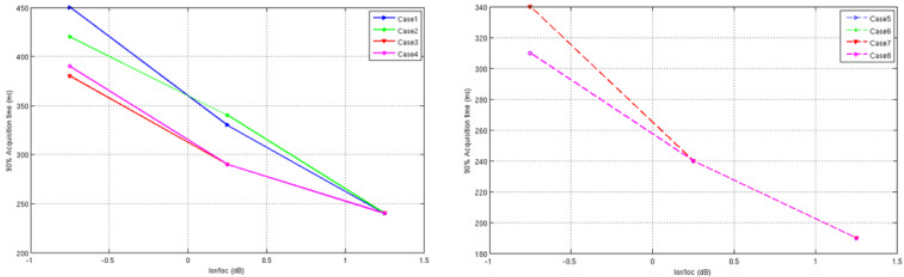 450
400
350
300
250
200
-1
-0.5
0
0.5
1
1.5
90% Acquisition time (ms)
Ior/Ioc (dB)
Case1
Case2
Case3
Case4
340
320
300
280
260
240
220
200
180
-1
-0.5
0
0.5
1
1.5
90% Acquisition time (ms)
Ior/Ioc (dB)
Case5
Case6
Case7
Case8